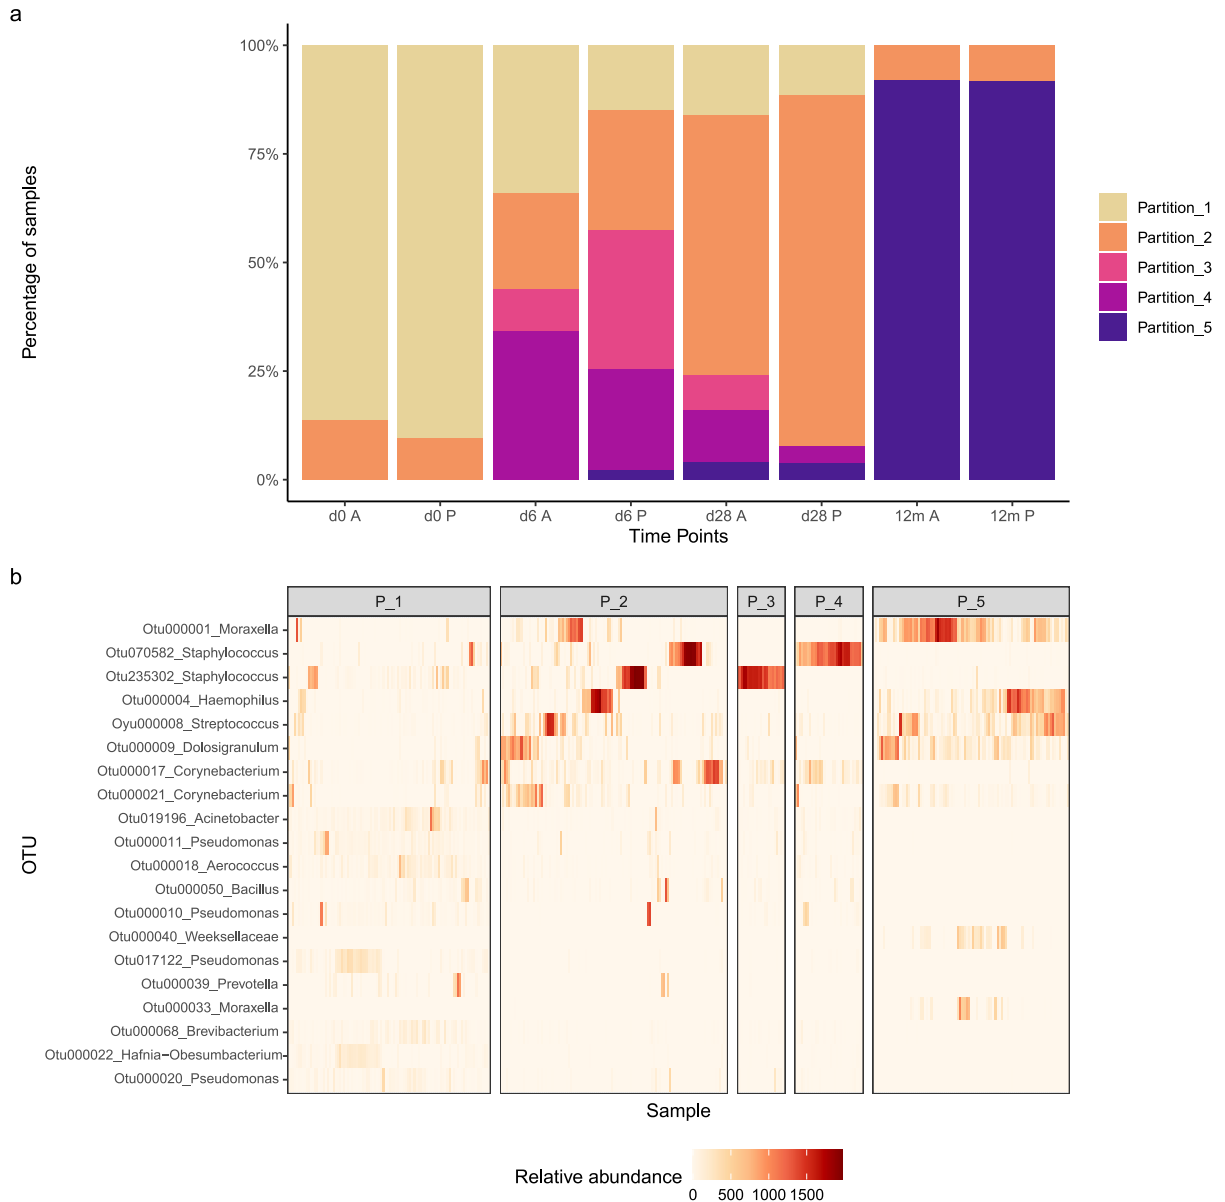 a
Percentage of samples
100%
75%
50%
25%
0%
d0 A d0 P d6 A d6 P d28 A d28 P 12m A 12m P
Time Points
Partition_1
Partition_2
Partition_3
Partition_4
Partition_5
b
P_1 P_2 P_3 P_4 P_5
OTU
Otu000001_Moraxella
Otu070582_Staphylococcus
Otu235302_Staphylococcus
Otu000004_Haemophilus
Oyu000008_Streptococcus
Otu000009_Dolosigranulum
Otu000017_Corynebacterium
Otu000021_Corynebacterium
Otu019196_Acinetobacter
Otu000011_Pseudomonas
Otu000018_Aerococcus
Otu000050_Bacillus
Otu000010_Pseudomonas
Otu000040_Weeksellaceae
Otu017122_Pseudomonas
Otu000039_Prevotella
Otu000033_Moraxella
Otu000068_Brevibacterium
Otu000022_Hafnia−Obesumbacterium
Otu000020_Pseudomonas
Sample
Relative abundance
0 500 1000 1500